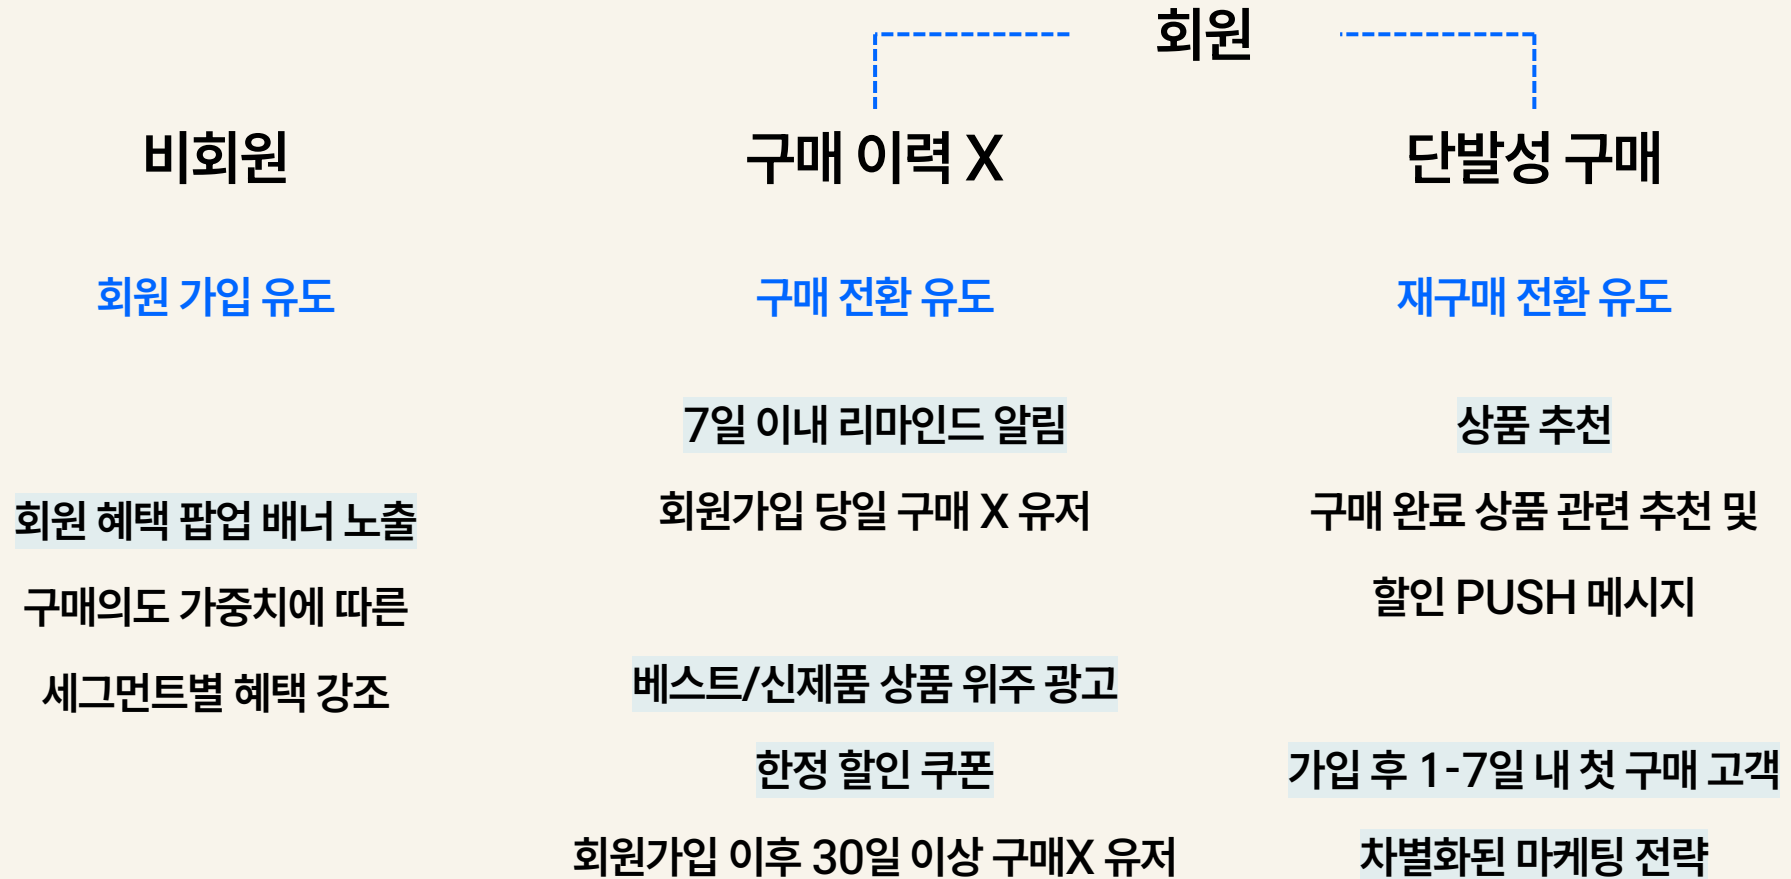 회원
비회원
회원 가입 유도
회원 혜택 팝업 배너 노출
구매의도 가중치에 따른
세그먼트별 혜택 강조
구매 이력 X
구매 전환 유도
7일 이내 리마인드 알림
회원가입 당일 구매 X 유저
베스트/신제품 상품 위주 광고
한정 할인 쿠폰
회원가입 이후 30일 이상 구매X 유저
단발성 구매
재구매 전환 유도
상품 추천
구매 완료 상품 관련 추천 및
할인 PUSH 메시지
가입 후 1-7일 내 첫 구매 고객
차별화된 마케팅 전략